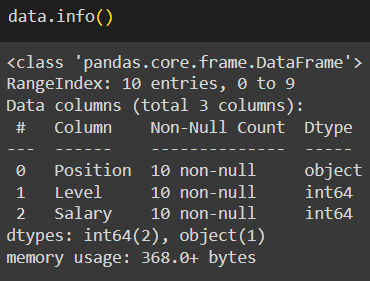 data.info()
<class 'pandas.core.frame.DataFrame'>
RangeIndex: 10 entries, 0 to 9
Data columns (total 3 columns):
 #   Column    Non-Null Count  Dtype
---  ------    --------------  -----
 0   Position  10 non-null     object
 1   Level     10 non-null     int64
 2   Salary    10 non-null     int64
dtypes: int64(2), object(1)
memory usage: 368.0+ bytes